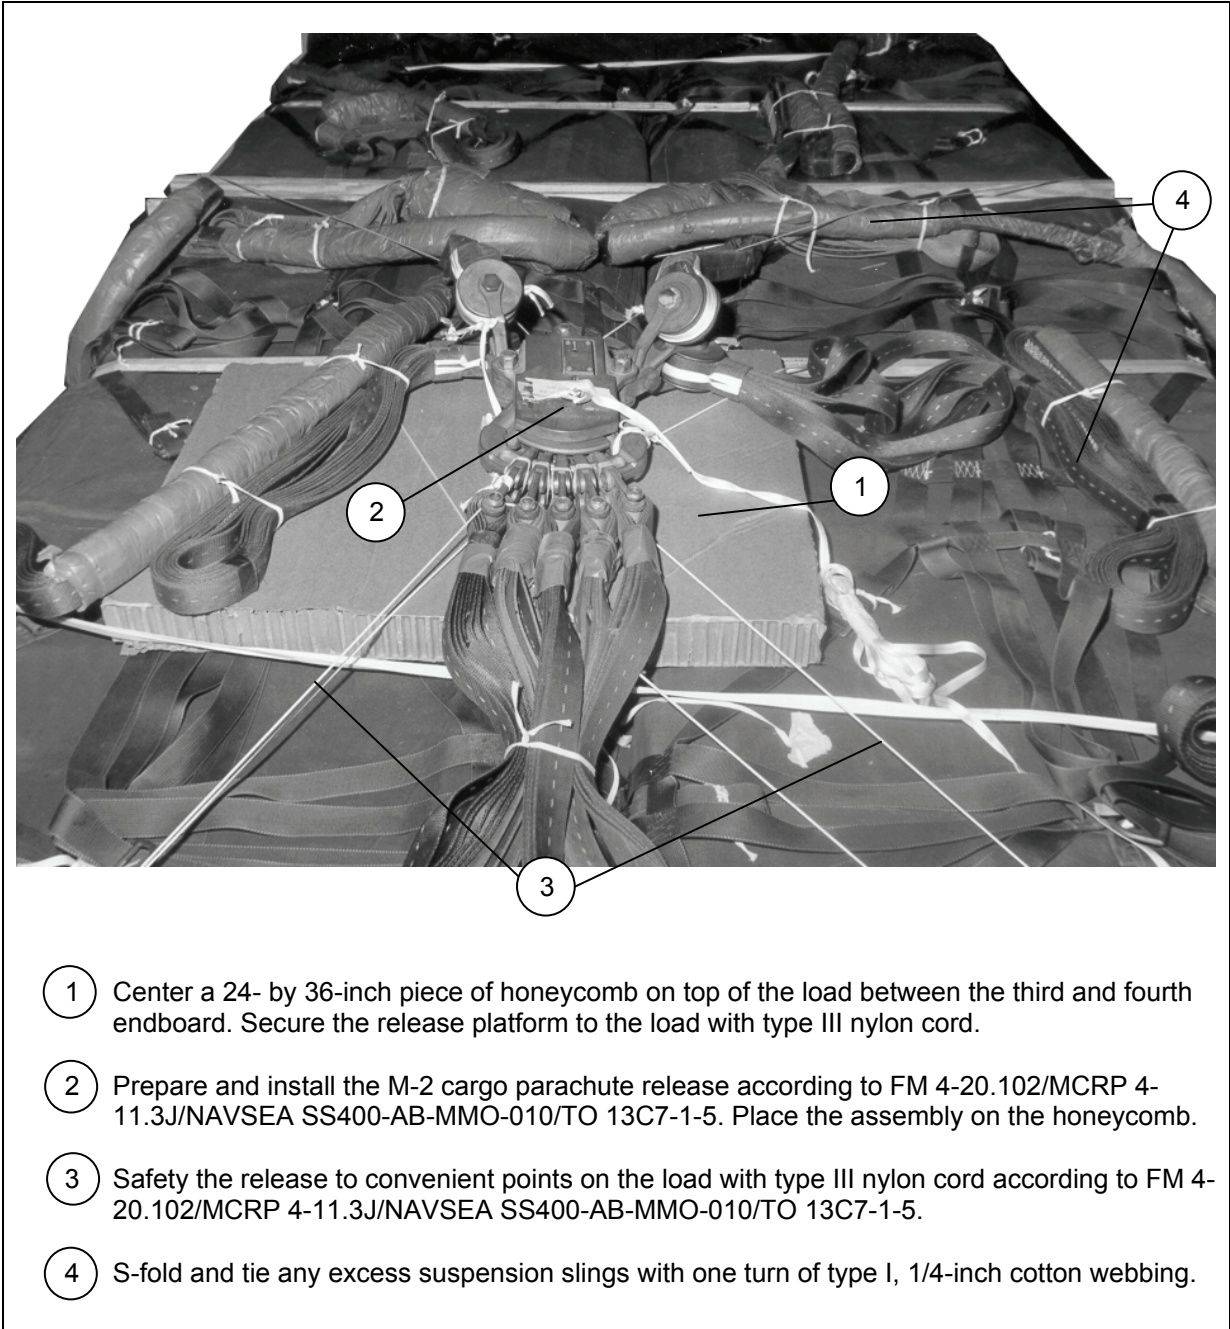 4
1
2
3
1 Center a 24- by 36-inch piece of honeycomb on top of the load between the third and fourth
endboard. Secure the release platform to the load with type III nylon cord.
2 Prepare and install the M-2 cargo parachute release according to FM 4-20.102/MCRP 4-
11.3J/NAVSEA SS400-AB-MMO-010/TO 13C7-1-5. Place the assembly on the honeycomb.
3 Safety the release to convenient points on the load with type III nylon cord according to FM 4-
20.102/MCRP 4-11.3J/NAVSEA SS400-AB-MMO-010/TO 13C7-1-5.
4 S-fold and tie any excess suspension slings with one turn of type I, 1/4-inch cotton webbing.